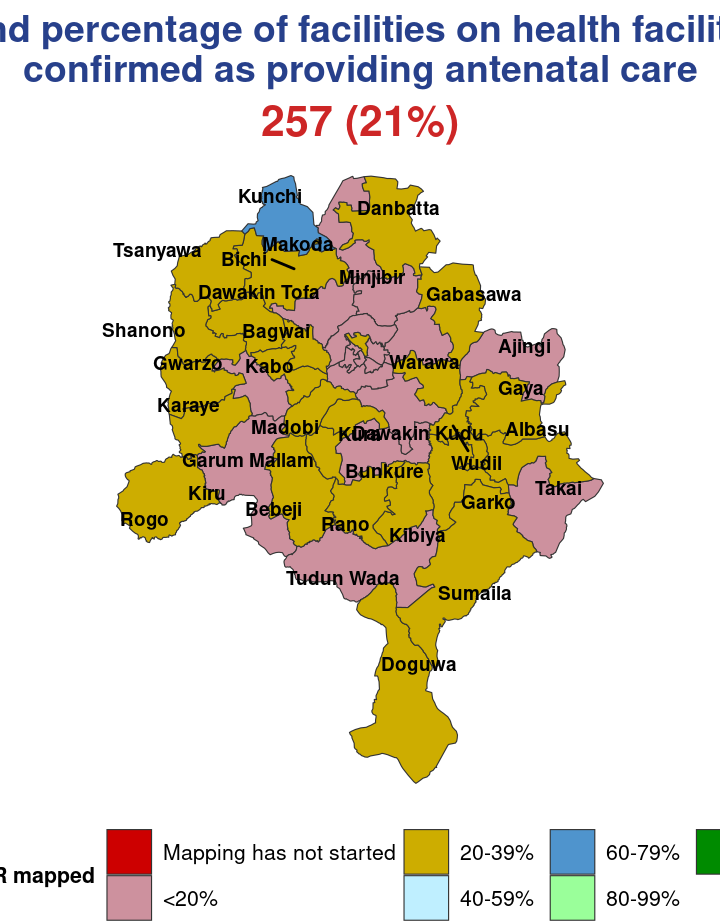 percentage of facilities on health
confirmed as providing antenatal care
257 (21%)
Kunchi
Danbatta
Makoda
Tsanyawa
Bichi
Minjibir
Dawakin Tofa
Gabasawa
Shanono
Bagwai
Ajingi
Gwarzo
Kabo
Warawa
Gaya
Karaye
Madobi
Kura
Dawakin Kudu
Albasu
Garum Mallam
Wudil
Bunkure
Kiru
Takai
Garko
Bebeji
Rogo
Rano
Kibiya
Tudun Wada
Sumaila
Doguwa
Mapping has not started
20-39%
60-79%
R mapped
<20%
40-59%
80-99%